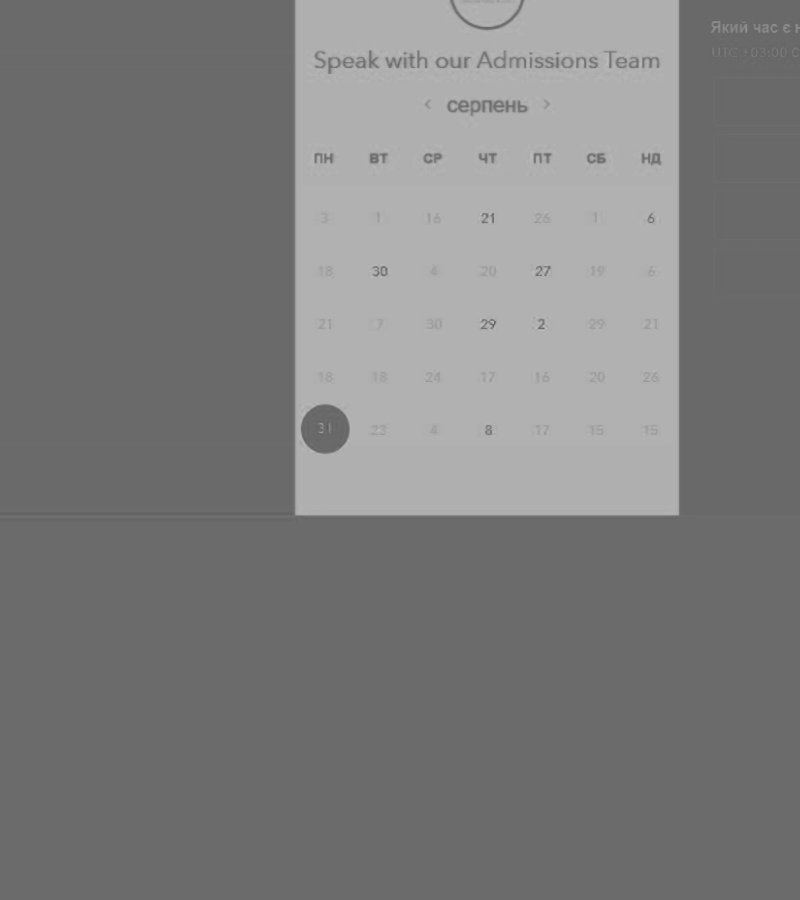 Speak with our Admissions Team
< серпень >
ПН ВТ СР ЧТ ПТ СБ НД
3 1 16 21 26 1 6
18 30 4 20 27 19 6
21 7 30 29 2 29 21
18 18 24 17 16 20 26
31 23 4 8 17 15 15
Який час є
UTC +03:00